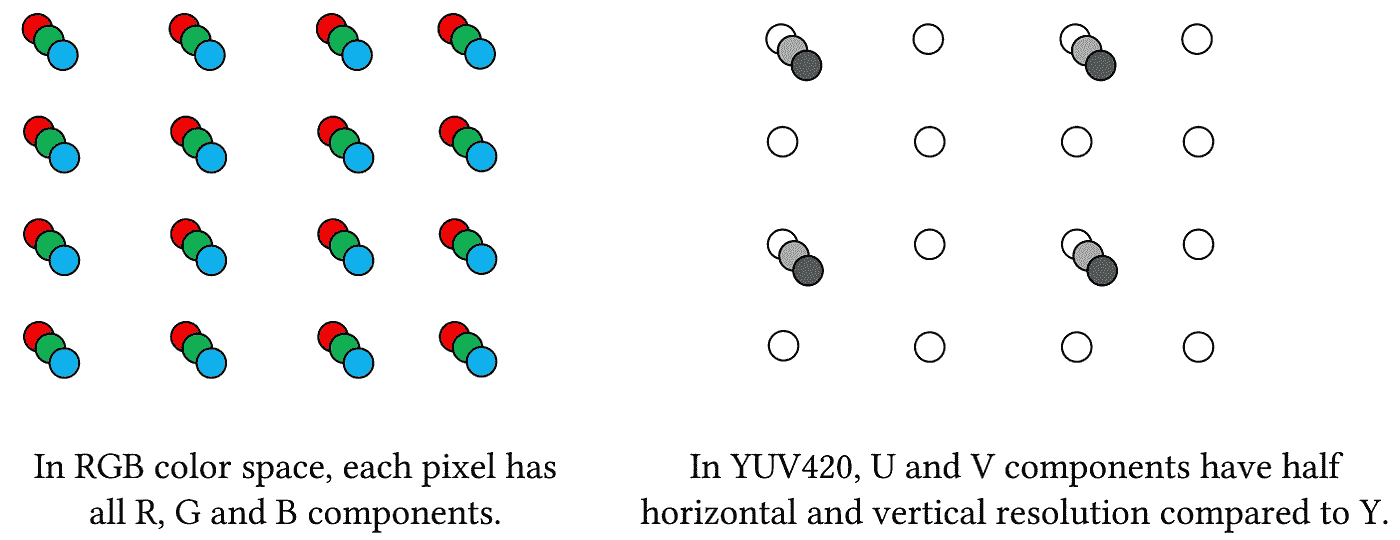 In RGB color space, each pixel has
all R, G and B components.
In YUV420, U and V components have half
horizontal and vertical resolution compared to Y.